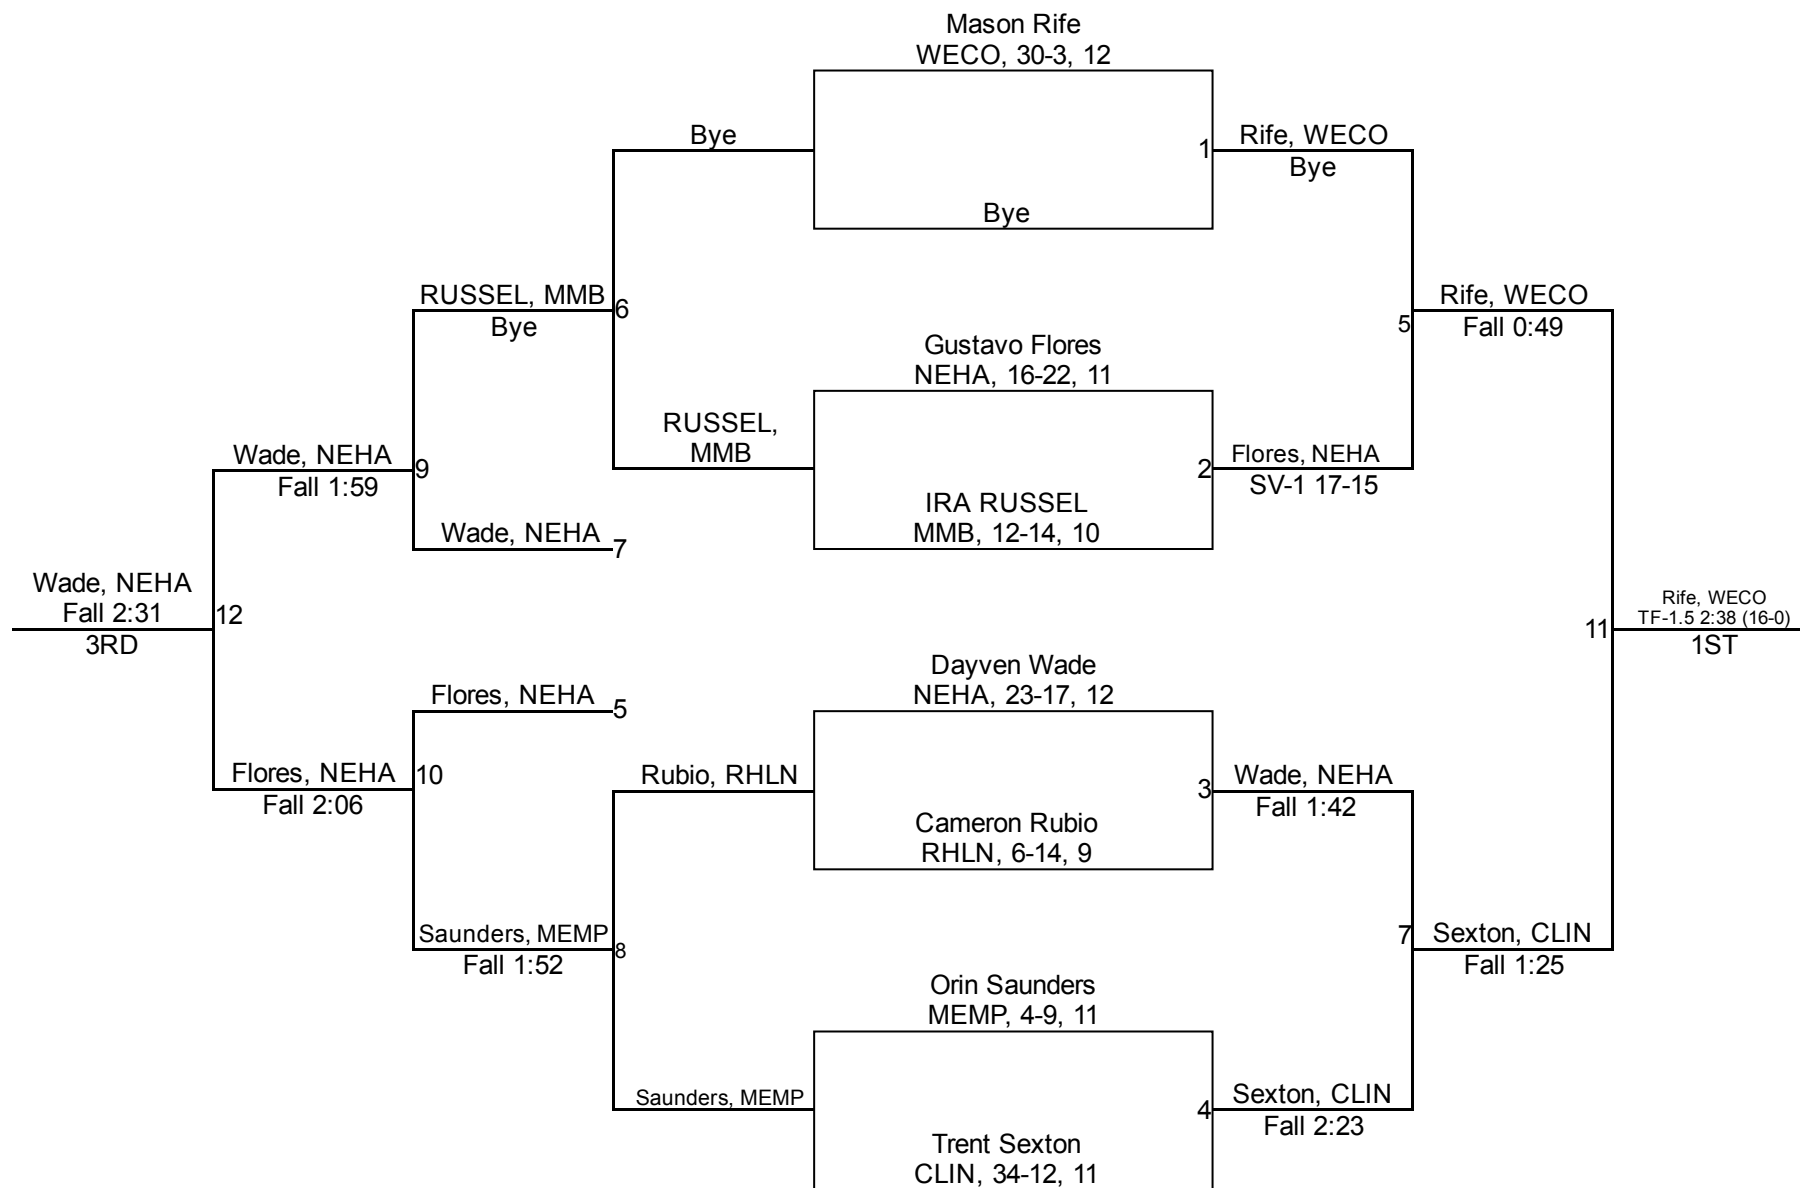 Mason Rife
WECO, 30-3, 12
Bye
1
Rife, WECO
Bye
Bye
RUSSEL, MMB
6
Bye
Rife, WECO
5
Fall 0:49
Gustavo Flores
NEHA, 16-22, 11
RUSSEL,
MMB
Wade, NEHA
9
Fall 1:59
2
Flores, NEHA
SV-1 17-15
IRA RUSSEL
MMB, 12-14, 10
Wade, NEHA
7
Wade, NEHA
Fall 2:31
12
3RD
Rife, WECO
TF-1.5 2:38 (16-0)
11
1ST
Dayven Wade
NEHA, 23-17, 12
Flores, NEHA
5
Flores, NEHA
10
Fall 2:06
Rubio, RHLN
3
Wade, NEHA
Fall 1:42
Cameron Rubio
RHLN, 6-14, 9
Saunders, MEMP
8
Fall 1:52
7
Sexton, CLIN
Fall 1:25
Orin Saunders
MEMP, 4-9, 11
Saunders, MEMP
4
Sexton, CLIN
Fall 2:23
Trent Sexton
CLIN, 34-12, 11